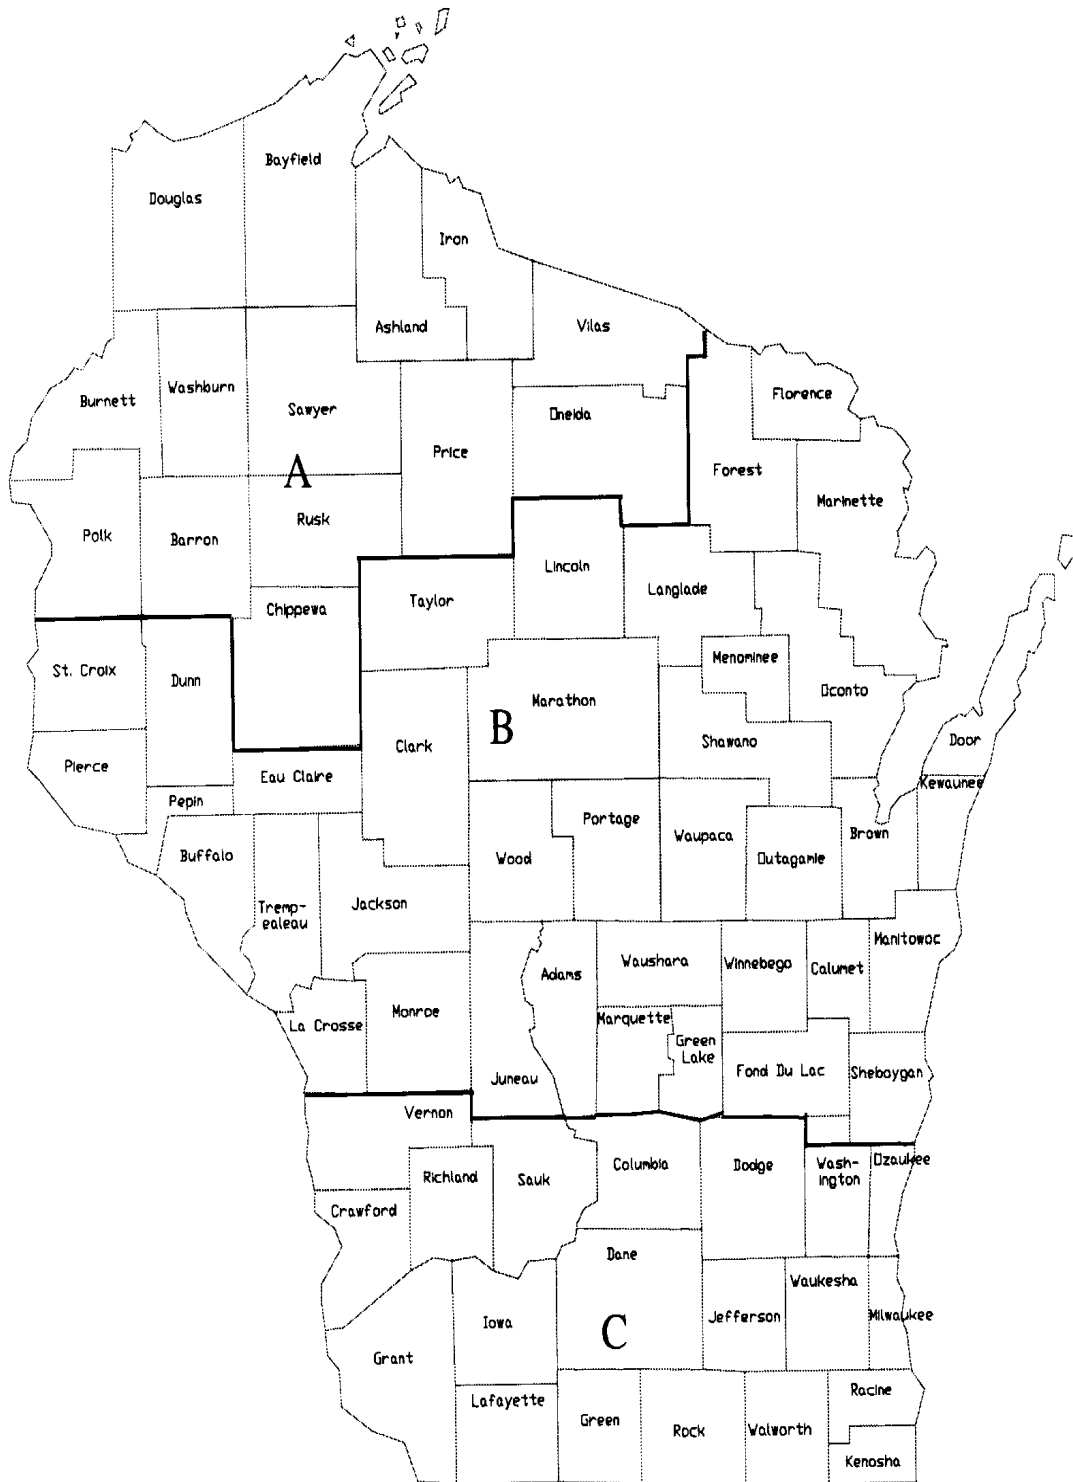 Bayfield
Douglas
Iron
Ashland
Vilas
Burnett
Washburn
Sawyer
Florence
Oneida
Price
Forest
A
Marinette
Polk
Barron
Rusk
Lincoln
Langlade
Chippewa
Taylor
St. Croix
Dunn
Menominee
Marathon
Oconto
B
Clark
Shawano
Door
Pierce
Eau Claire
Kewaunee
Pepin
Portage
Waupaca
Brown
Buffalo
Wood
Outagamie
Tremp-
ealeau
Jackson
Manitowoc
Adams
Waushara
Winnebego
Calumet
La Crosse
Monroe
Marquette
Green
Lake
Juneau
Fond Du Lac
Sheboygan
Vernon
Richland
Sauk
Columbia
Dodge
Wash-
ington
Ozaukee
Crawford
Dane
Waukesha
Iowa
C
Jefferson
Milwaukee
Grant
Lafayette
Racine
Green
Rock
Walworth
Kenosha